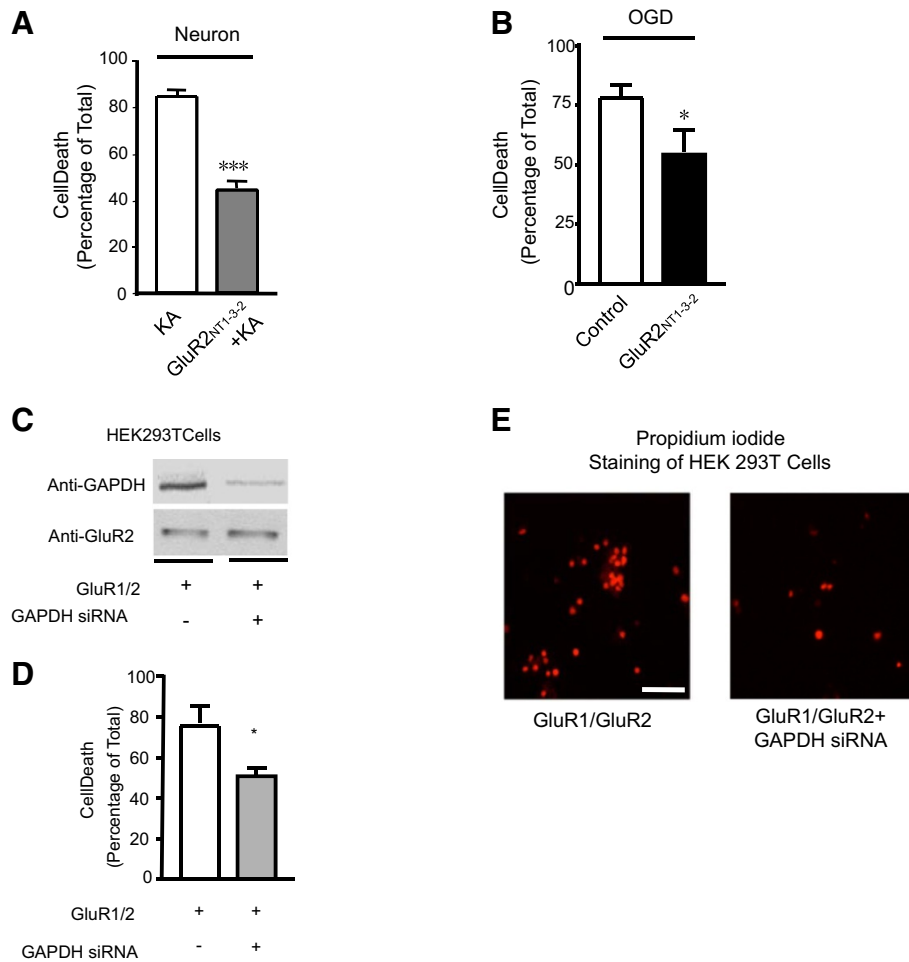 A
Neuron
CellDeath
(Percentage of Total)
100
80
60
40
20
0
***
KA
GluR2NT1-3-2
+KA
B
OGD
CellDeath
(Percentage of Total)
100
75
50
25
0
*
Control
GluR2NT1-3-2
C
HEK293TCells
Anti-GAPDH
Anti-GluR2
GluR1/2 + +
GAPDH siRNA - +
D
CellDeath
(Percentage of Total)
100
80
60
40
20
0
*
GluR1/2 + +
GAPDH siRNA - +
E
Propidium iodide
Staining of HEK 293T Cells
GluR1/GluR2
GluR1/GluR2+
GAPDH siRNA